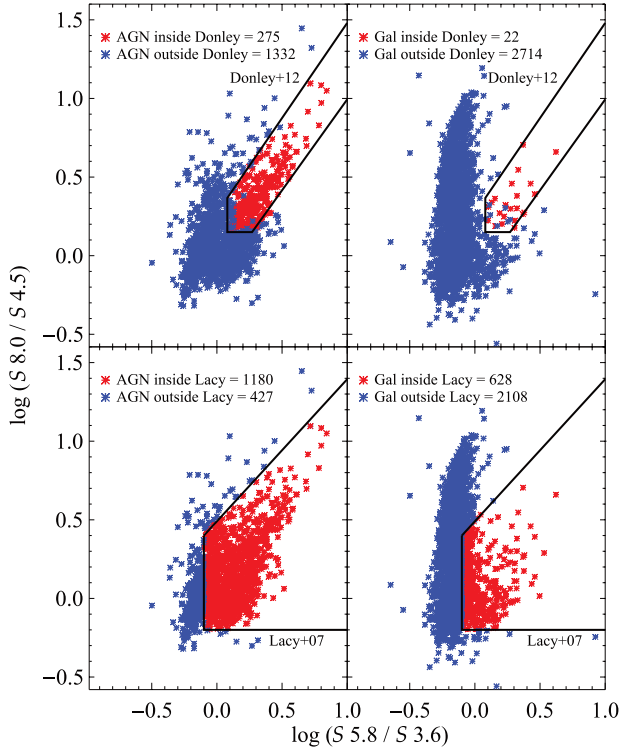 AGN inside Donley = 275
AGN outside Donley = 1332
Donley+12
Gal inside Donley = 22
Gal outside Donley = 2714
Donley+12
1.5
1.0
0.5
0.0
−0.5
AGN inside Lacy = 1180
AGN outside Lacy = 427
Lacy+07
Gal inside Lacy = 628
Gal outside Lacy = 2108
Lacy+07
1.5
1.0
0.5
0.0
−0.5
log (S 8.0 / S 4.5)
−0.5 0.0 0.5 1.0 −0.5 0.0 0.5 1.0
log (S 5.8 / S 3.6)